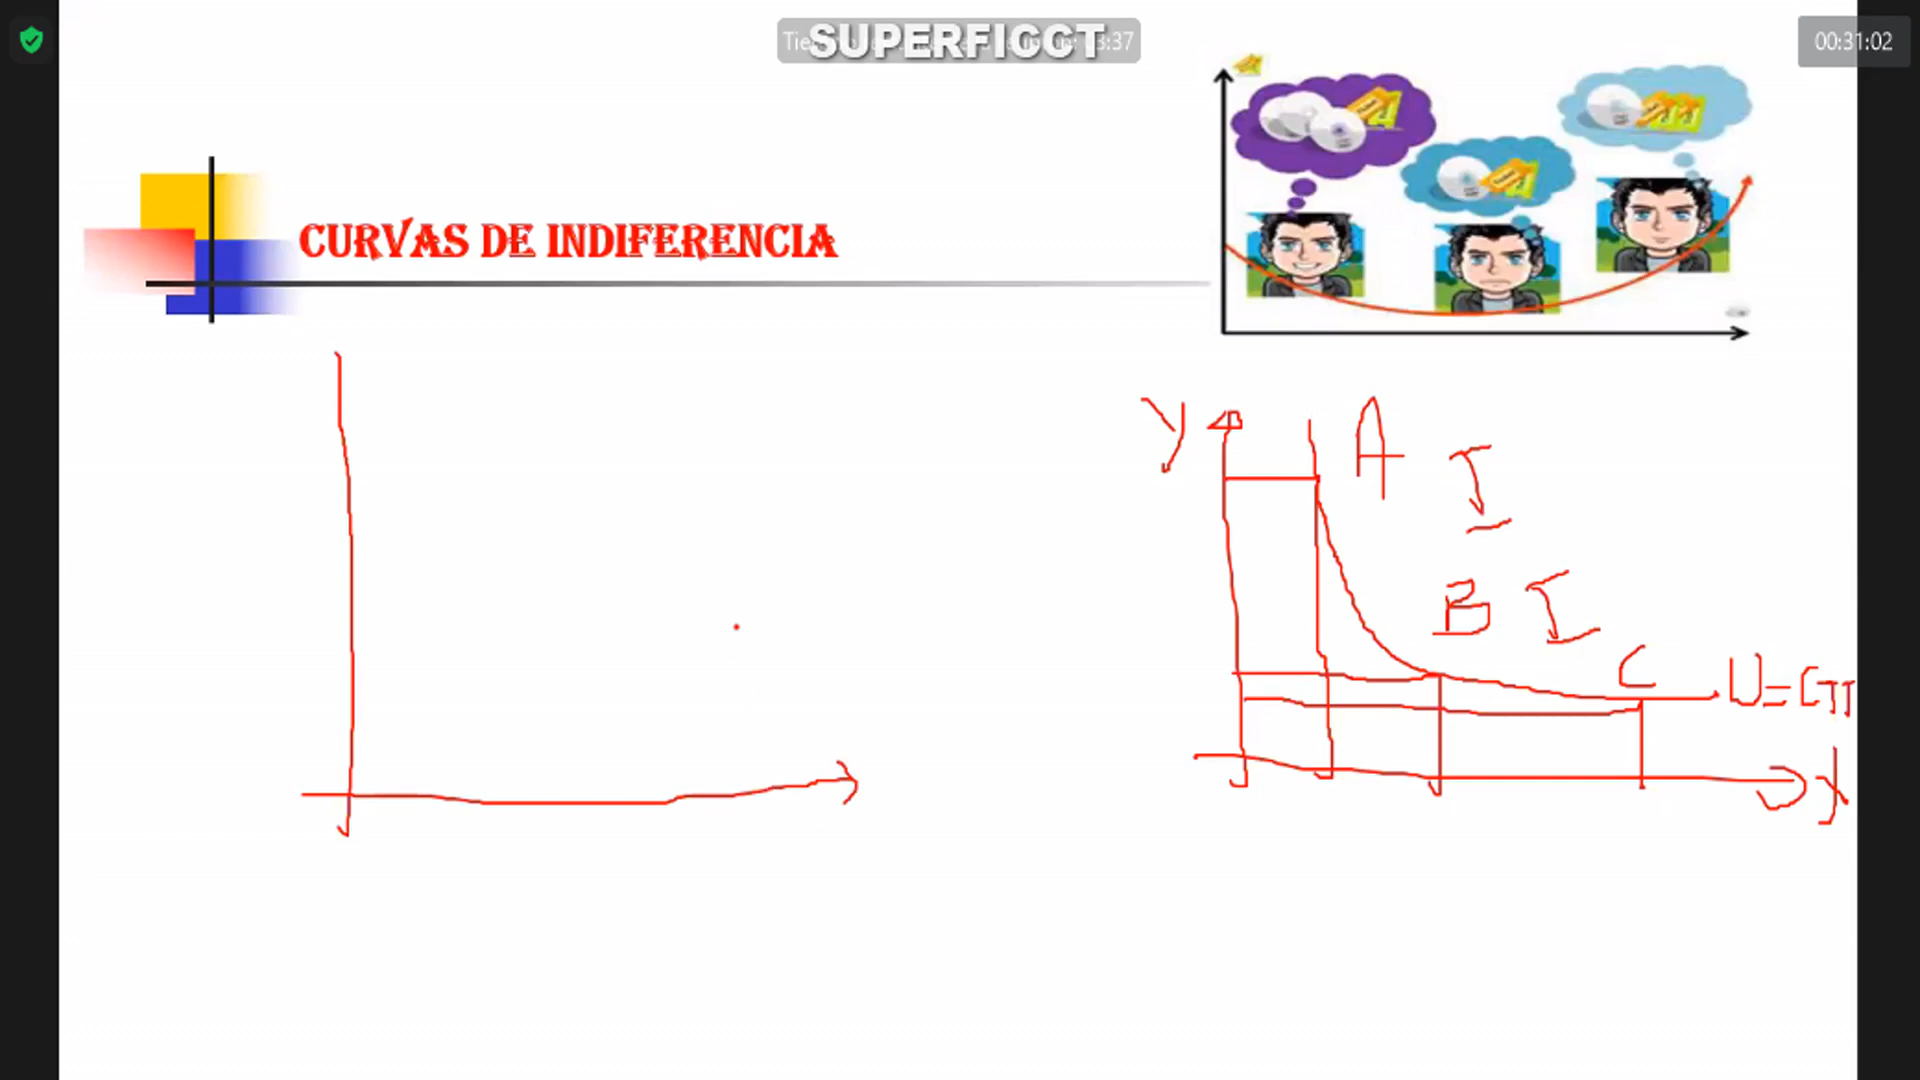 SUPERFICCT
00:31:02
CURVAS DE INDIFERENCIA
Y
A I
B I
C
U=CTT
X